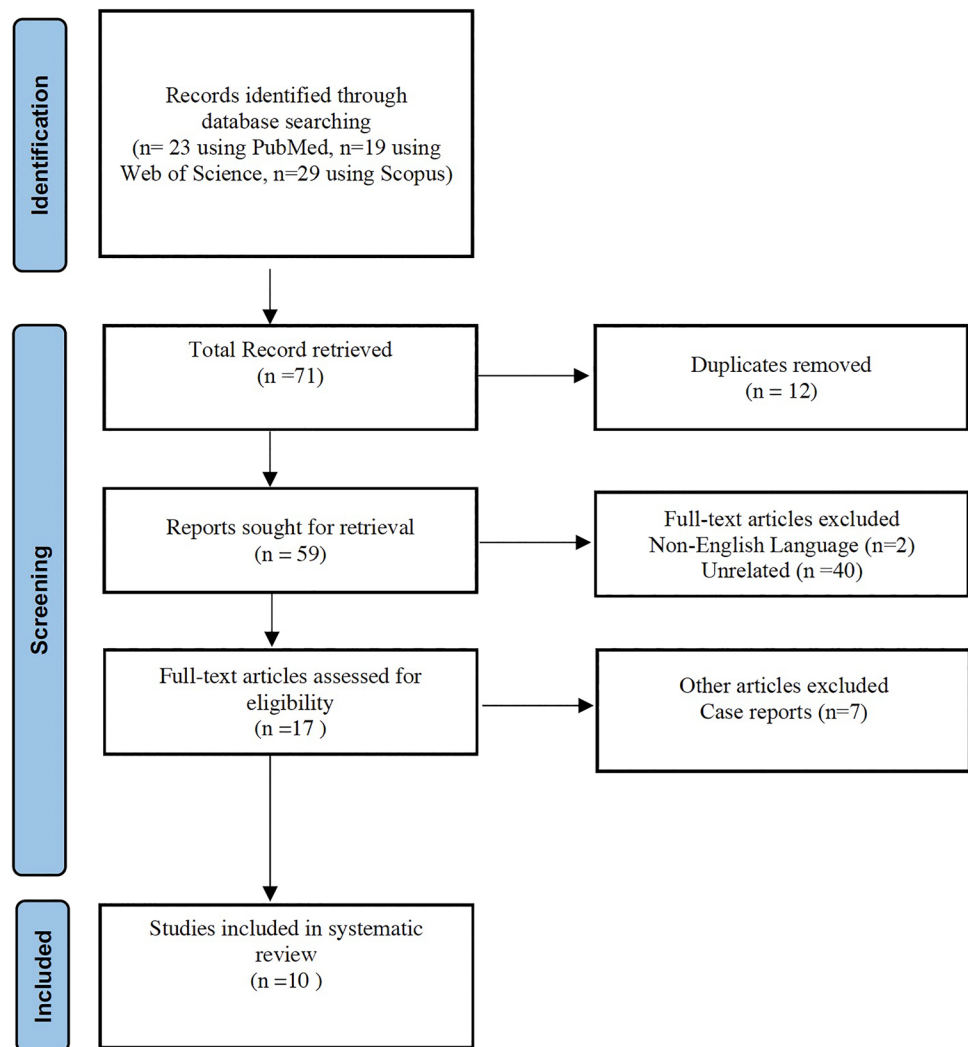 Identification
Records identified through
database searching
(n= 23 using PubMed, n=19 using
Web of Science, n=29 using Scopus)
Screening
Total Record retrieved
(n =71)
Duplicates removed
(n = 12)
Reports sought for retrieval
(n = 59)
Full-text articles excluded
Non-English Language (n=2)
Unrelated (n =40)
Full-text articles assessed for
eligibility
(n =17 )
Other articles excluded
Case reports (n=7)
Included
Studies included in systematic
review
(n =10 )